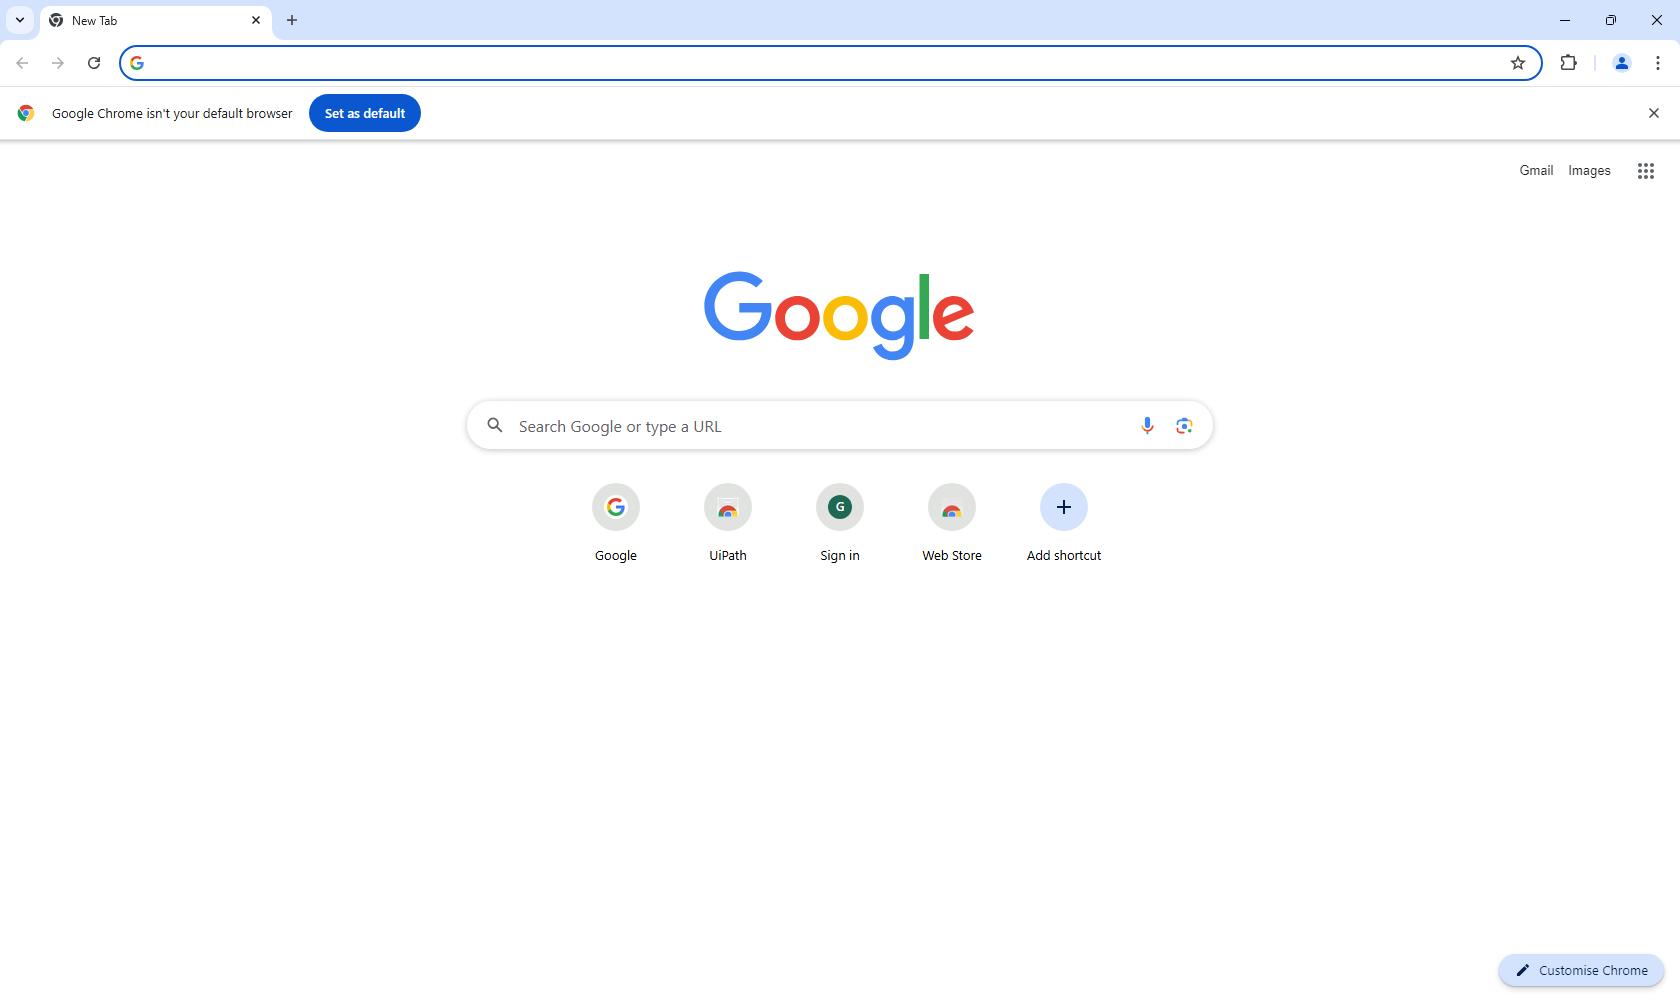 New Tab
Google Chrome isn't your default browser
Set as default
Gmail Images
Google
Search Google or type a URL
G
Google UiPath Sign in Web Store Add shortcut
Customise Chrome